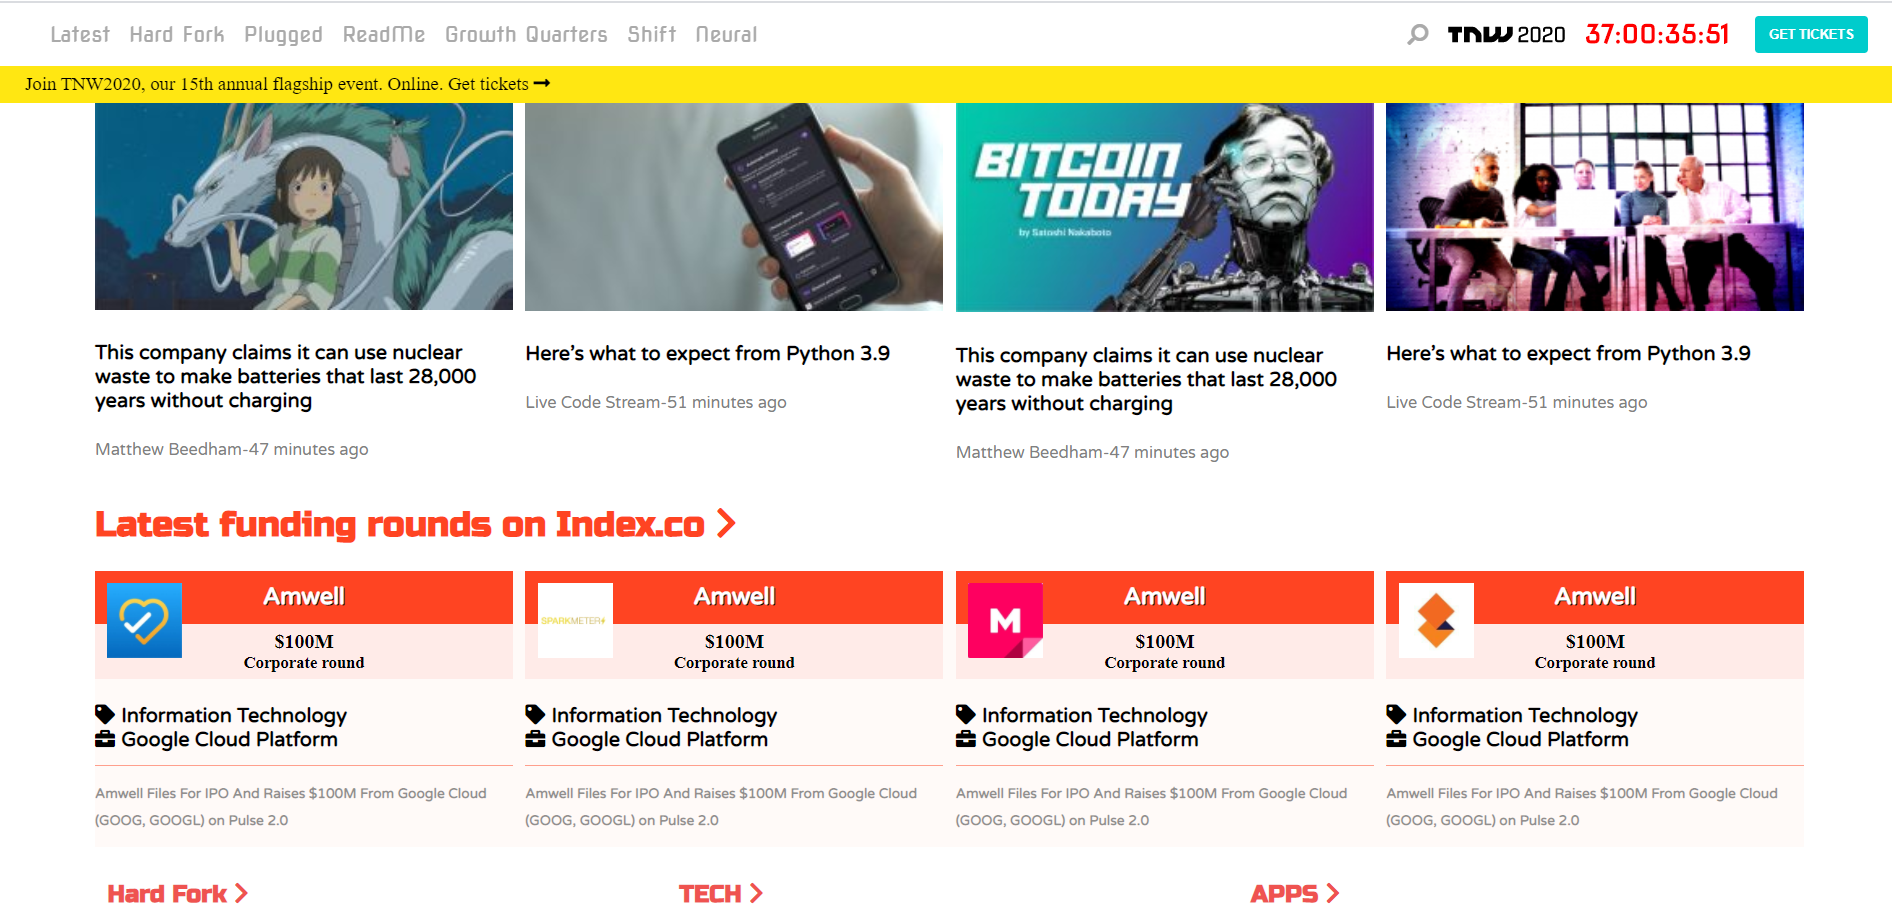 Latest Hard Fork Plugged ReadMe Growth Quarters Shift Neural
TNW 2020 37:00:35:51 GET TICKETS
Join TNW2020, our 15th annual flagship event. Online. Get tickets →
BITCOIN
TODAY
by Satoshi Nakaboto
This company claims it can use nuclear
waste to make batteries that last 28,000
years without charging
Matthew Beedham-47 minutes ago
Here’s what to expect from Python 3.9
Live Code Stream-51 minutes ago
This company claims it can use nuclear
waste to make batteries that last 28,000
years without charging
Matthew Beedham-47 minutes ago
Here’s what to expect from Python 3.9
Live Code Stream-51 minutes ago
Latest funding rounds on Index.co >
Amwell
$100M
Corporate round
Information Technology
Google Cloud Platform
Amwell Files For IPO And Raises $100M From Google Cloud
(GOOG, GOOGL) on Pulse 2.0
SPARKMETER
Amwell
$100M
Corporate round
Information Technology
Google Cloud Platform
Amwell Files For IPO And Raises $100M From Google Cloud
(GOOG, GOOGL) on Pulse 2.0
M
Amwell
$100M
Corporate round
Information Technology
Google Cloud Platform
Amwell Files For IPO And Raises $100M From Google Cloud
(GOOG, GOOGL) on Pulse 2.0
Amwell
$100M
Corporate round
Information Technology
Google Cloud Platform
Amwell Files For IPO And Raises $100M From Google Cloud
(GOOG, GOOGL) on Pulse 2.0
Hard Fork >
TECH >
APPS >